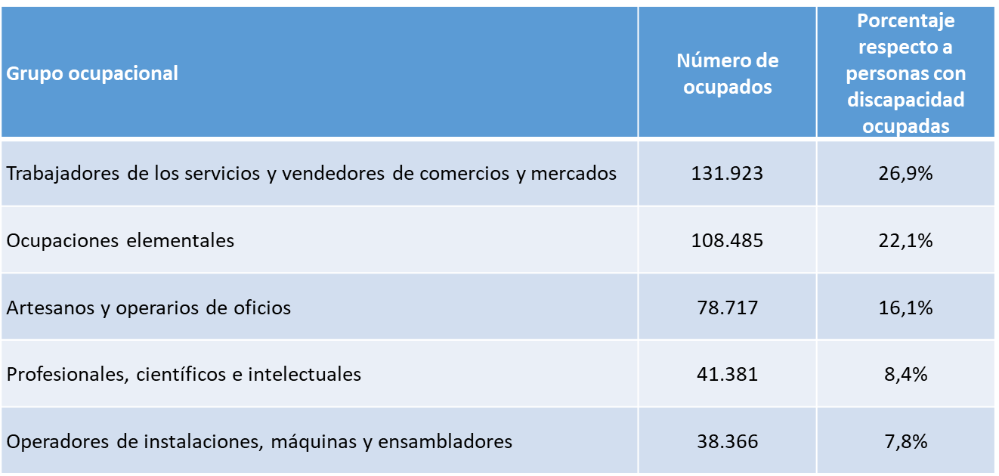 Grupo ocupacional
Número de
ocupados
Porcentaje
respecto a
personas con
discapacidad
ocupadas
Trabajadores de los servicios y vendedores de comercios y mercados 131.923 26,9%
Ocupaciones elementales 108.485 22,1%
Artesanos y operarios de oficios 78.717 16,1%
Profesionales, científicos e intelectuales 41.381 8,4%
Operadores de instalaciones, máquinas y ensambladores 38.366 7,8%